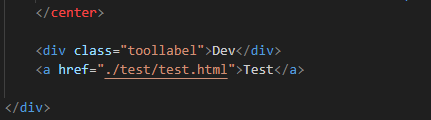 </center>
<div class="toollabel">Dev</div>
<a href="./test/test.html">Test</a>
</div>